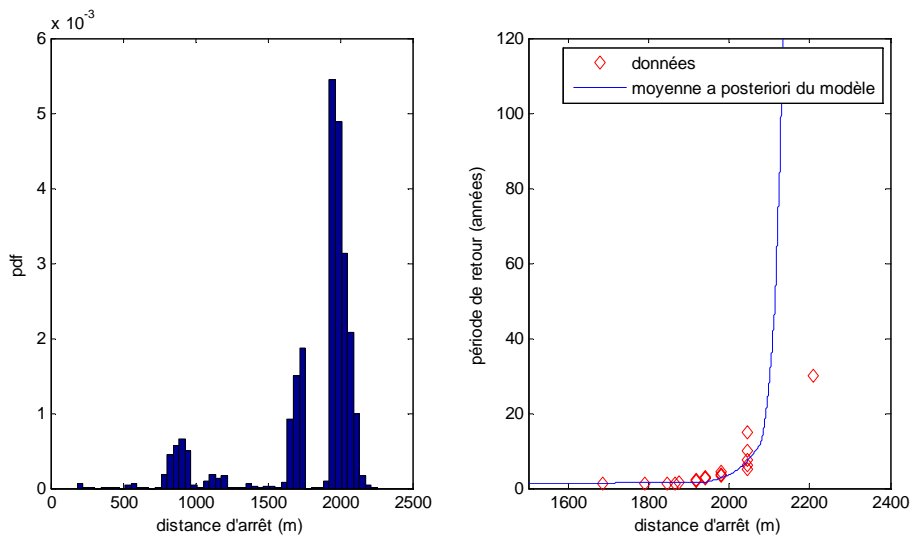 x 10^-3
6
5
4
3
2
1
0
pdf
0 500 1000 1500 2000 2500
distance d'arrêt (m)
120
100
80
60
40
20
0
période de retour (années)
données
moyenne a posteriori du modèle
1600 1800 2000 2200 2400
distance d'arrêt (m)